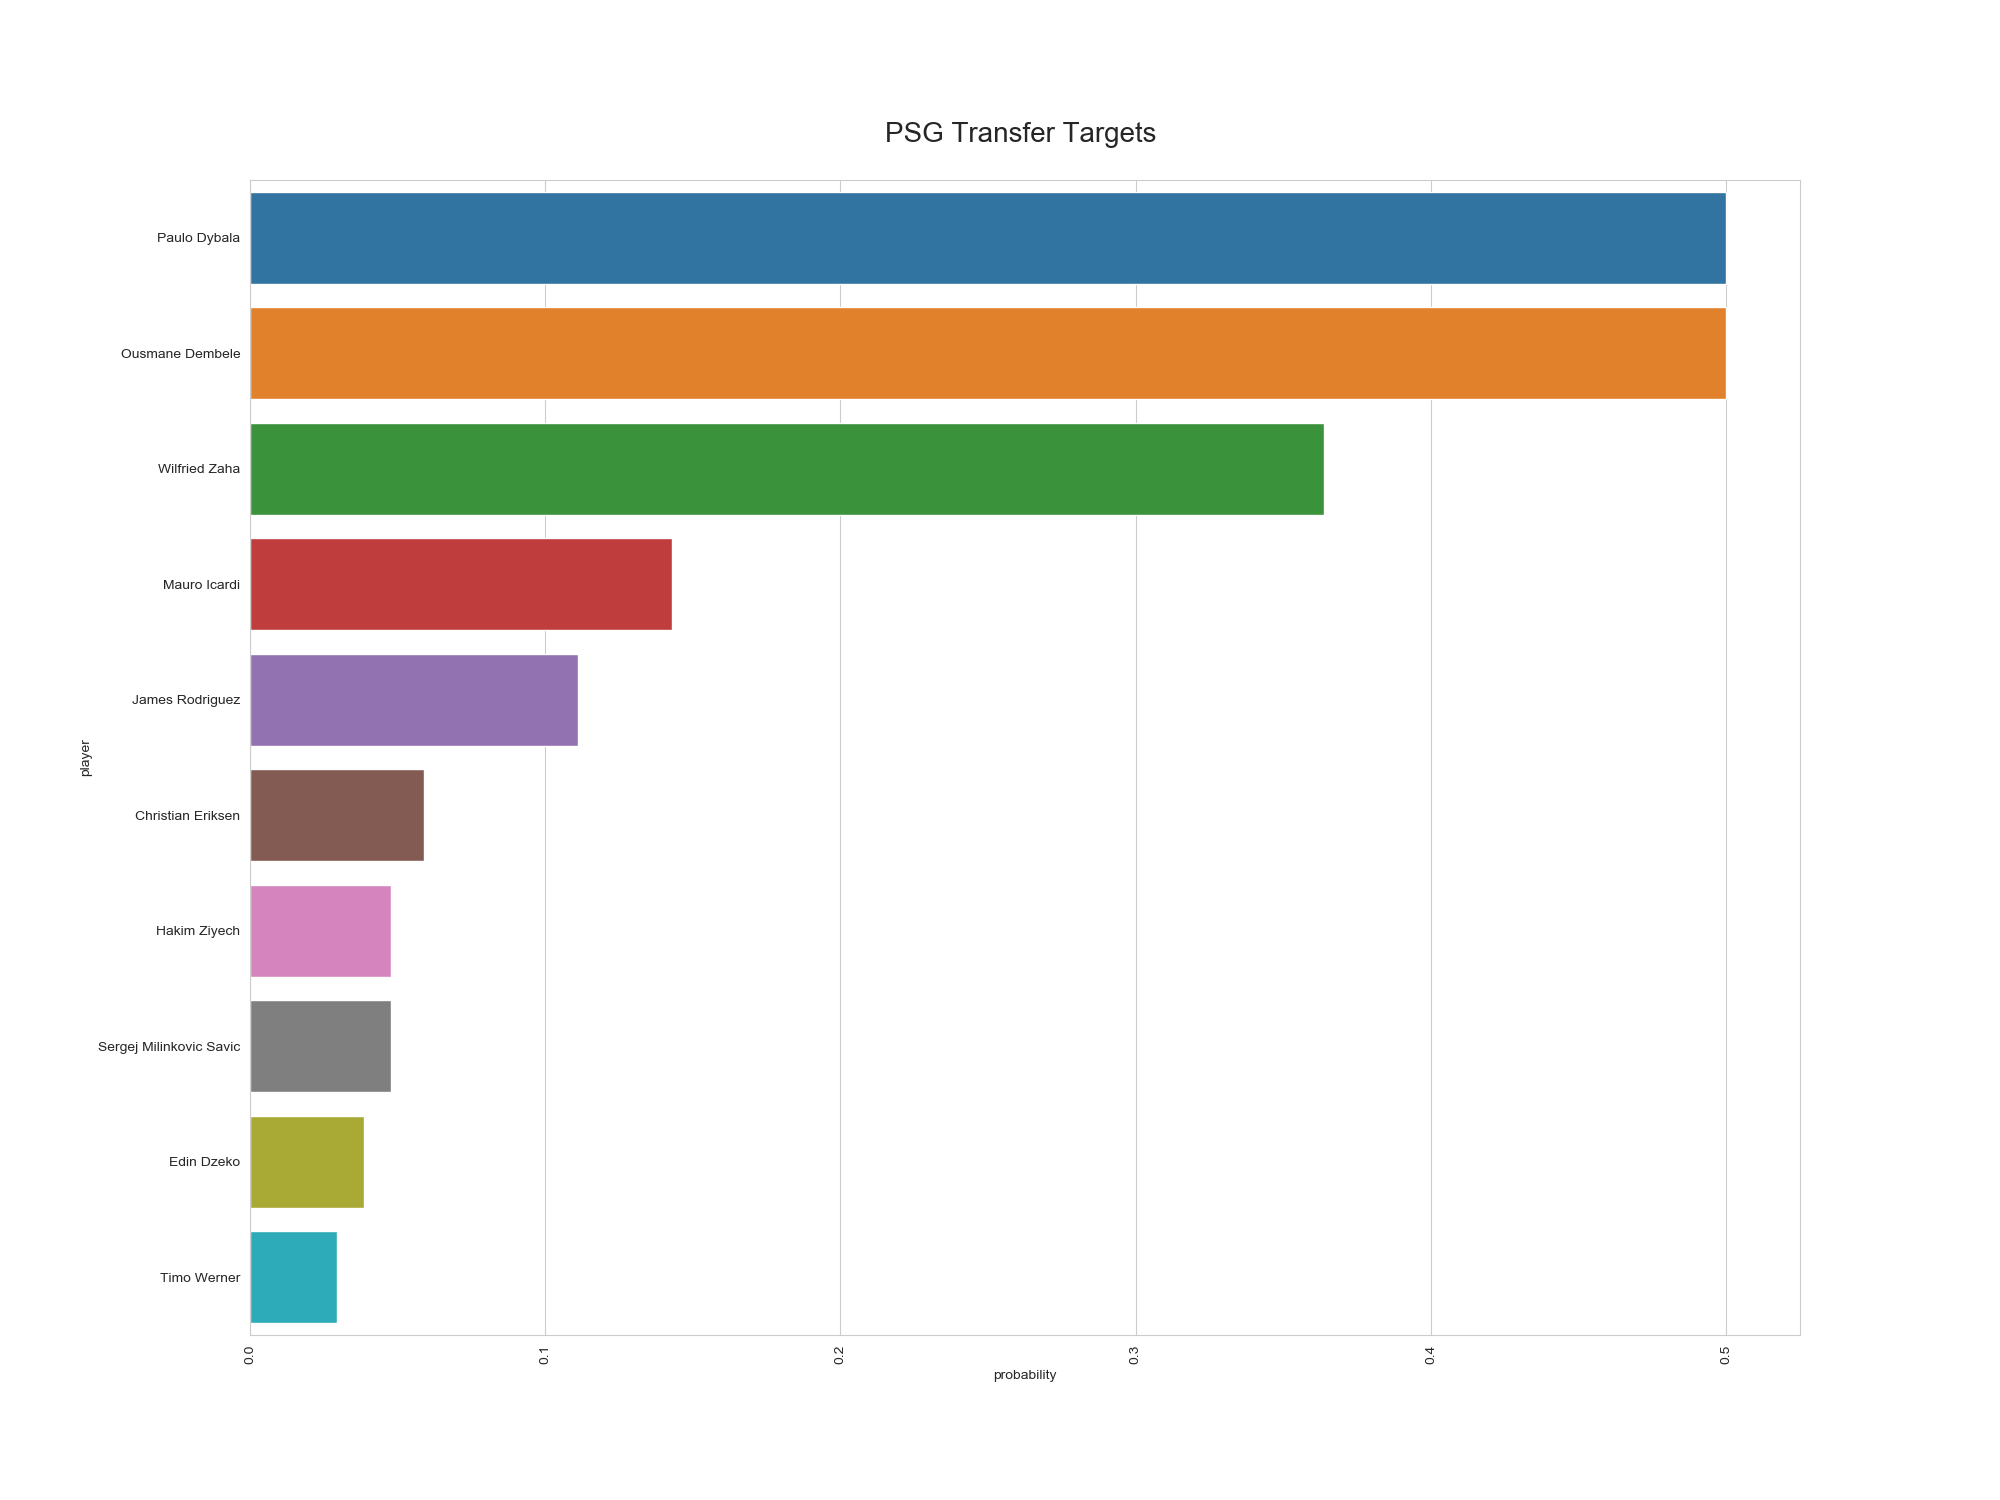 PSG Transfer Targets
Paulo Dybala
Ousmane Dembele
Wilfried Zaha
Mauro Icardi
James Rodriguez
player
Christian Eriksen
Hakim Ziyech
Sergej Milinkovic Savic
Edin Dzeko
Timo Werner
0.0
0.1
0.2
0.3
0.4
0.5
probability